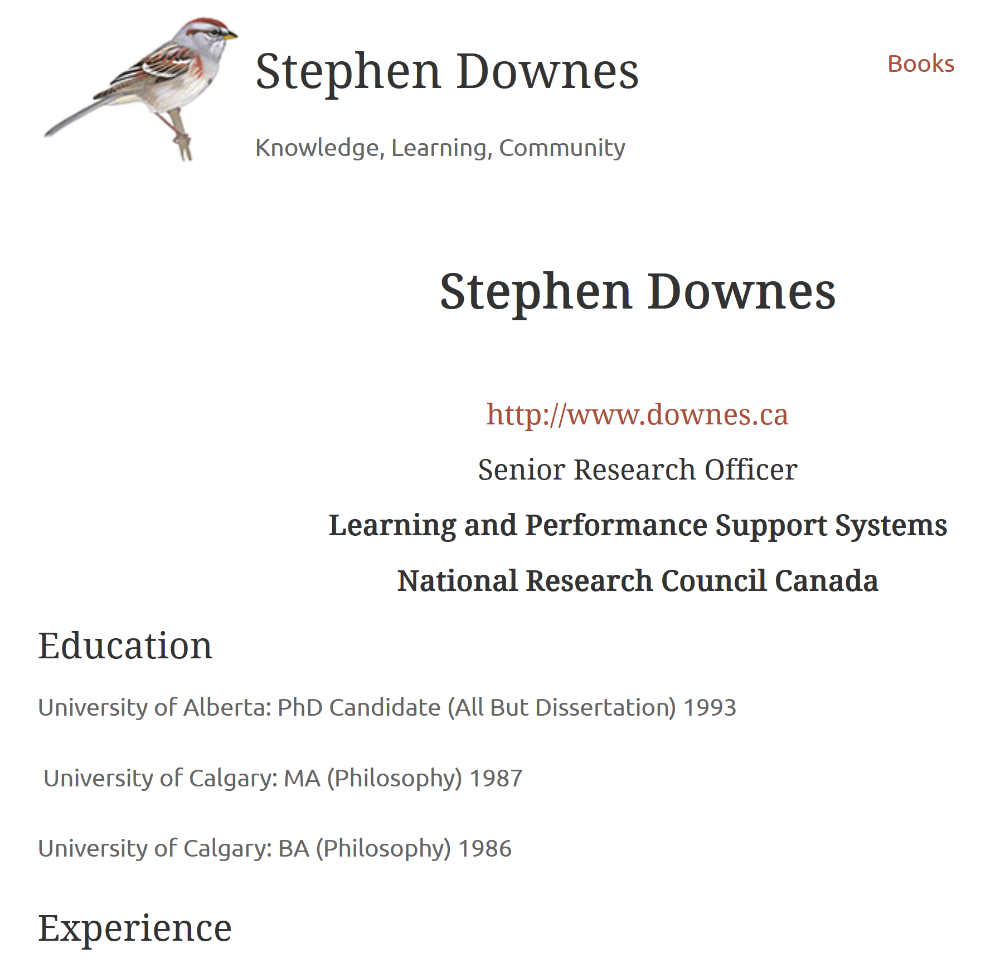 Stephen Downes
Books
Knowledge, Learning, Community
Stephen Downes
http://www.downes.ca
Senior Research Officer
Learning and Performance Support Systems
National Research Council Canada
Education
University of Alberta: PhD Candidate (All But Dissertation) 1993
University of Calgary: MA (Philosophy) 1987
University of Calgary: BA (Philosophy) 1986
Experience